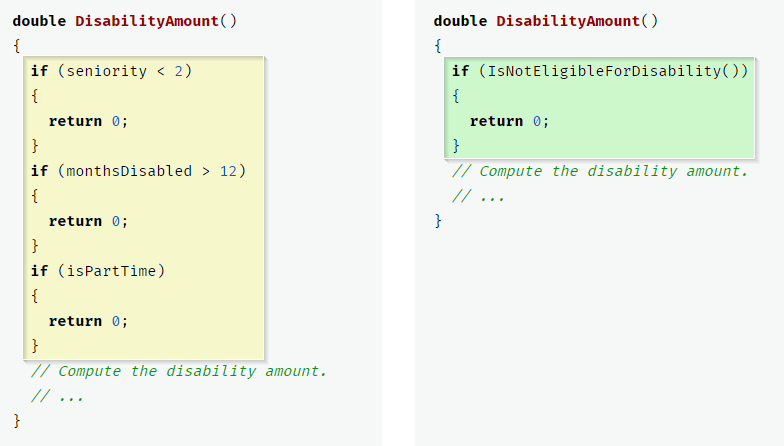 double DisabilityAmount()
{
  if (seniority < 2)
  {
    return 0;
  }
  if (monthsDisabled > 12)
  {
    return 0;
  }
  if (isPartTime)
  {
    return 0;
  }
  // Compute the disability amount.
  // ...
}
double DisabilityAmount()
{
  if (IsNotEligibleForDisability())
  {
    return 0;
  }
  // Compute the disability amount.
  // ...
}